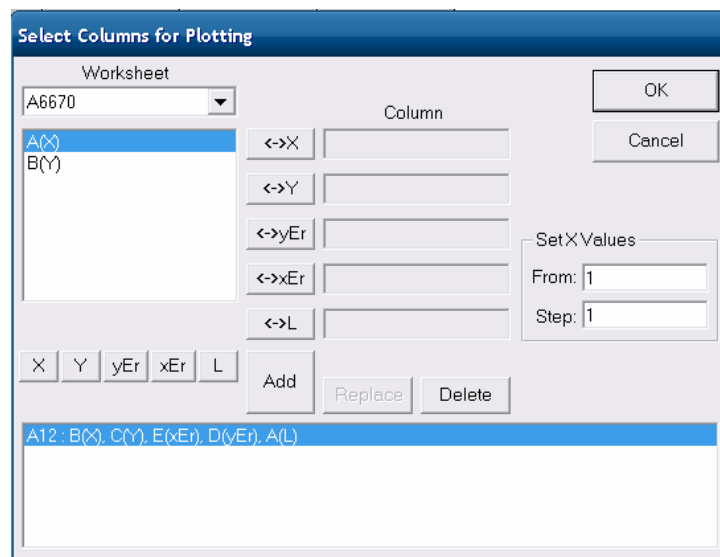 Select Columns for Plotting
Worksheet
A6670
A(X)
B(Y)
Column
<->X
<->Y
<->yEr
<->xEr
<->L
OK
Cancel
Set X Values
From: 1
Step: 1
X Y yEr xEr L
Add
Replace
Delete
A12 : B(X), C(Y), E(xEr), D(yEr), A(L)